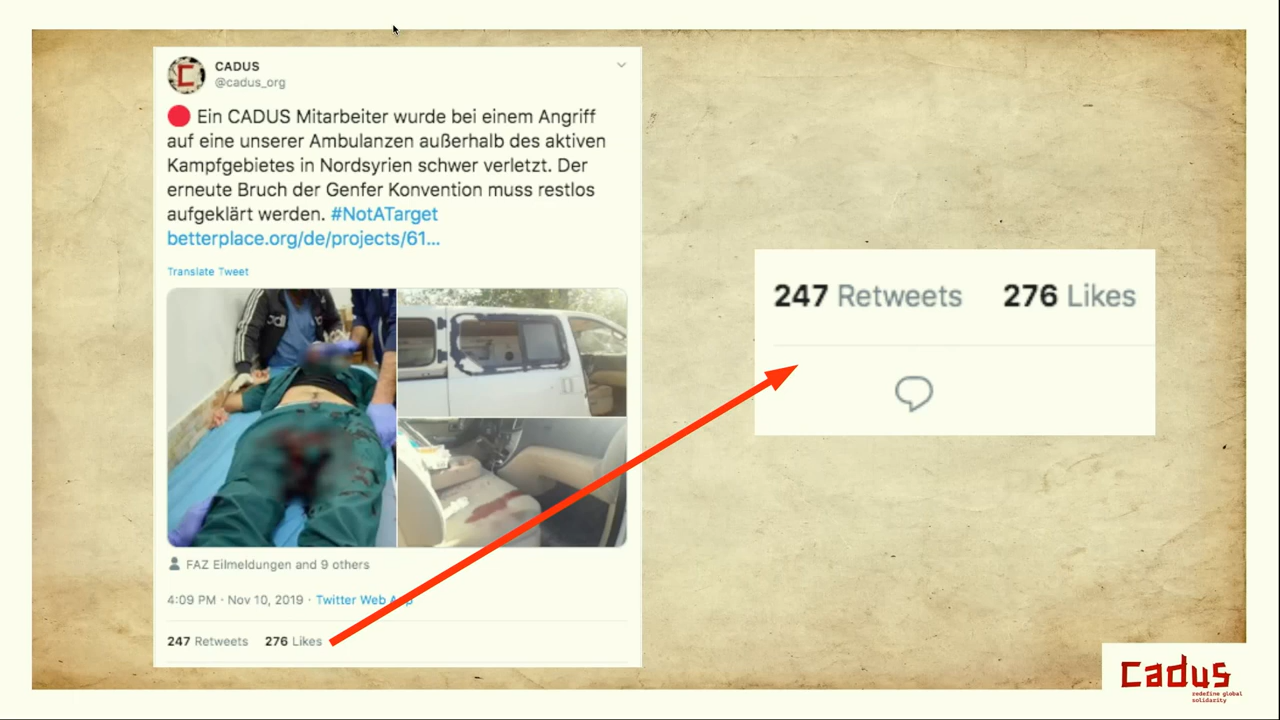 CADUS
@cadus_org
Ein CADUS Mitarbeiter wurde bei einem Angriff
auf eine unserer Ambulanzen außerhalb des aktiven
Kampfgebietes in Nordsyrien schwer verletzt. Der
erneute Bruch der Genfer Konvention muss restlos
aufgeklärt werden. #NotATarget
betterplace.org/de/projects/61...
Translate Tweet
FAZ Eilmeldungen and 9 others
4:09 PM · Nov 10, 2019 · Twitter Web App
247 Retweets 276 Likes
247 Retweets 276 Likes
cadus
redefine global
solidarity